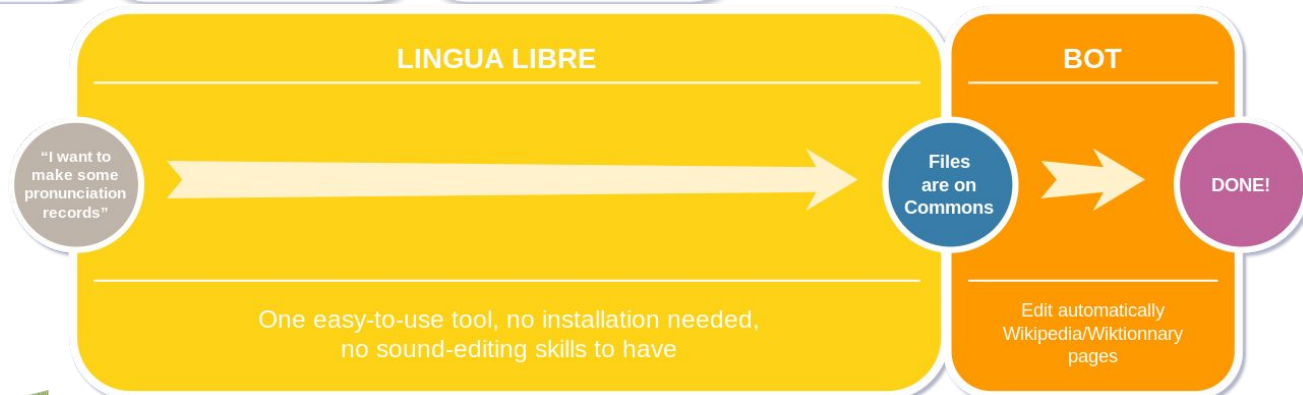 LINGUA LIBRE
BOT
“I want to
make some
pronunciation
records”
Files
are on
Commons
DONE!
One easy-to-use tool, no installation needed,
no sound-editing skills to have
Edit automatically
Wikipedia/Wiktionnary
pages